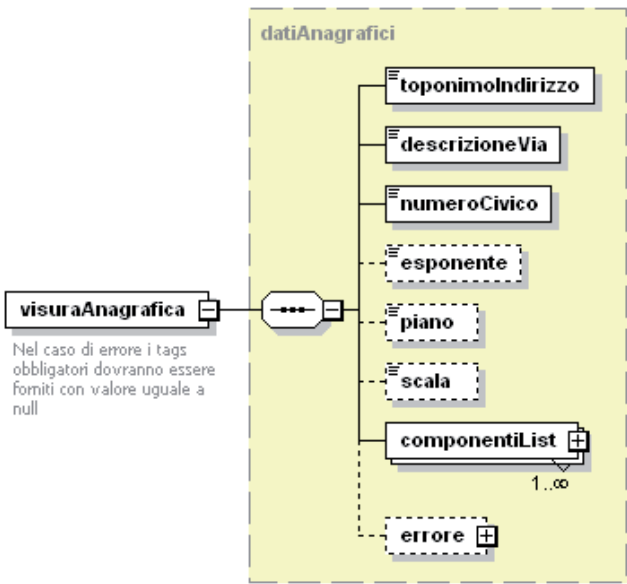 datiAnagrafici
toponimoIndirizzo
descrizioneVia
numeroCivico
esponente
visuraAnagrafica
Nel caso di errore i tags
obbligatori dovranno essere
forniti con valore uguale a
null
piano
scala
componentiList
1..∞
errore